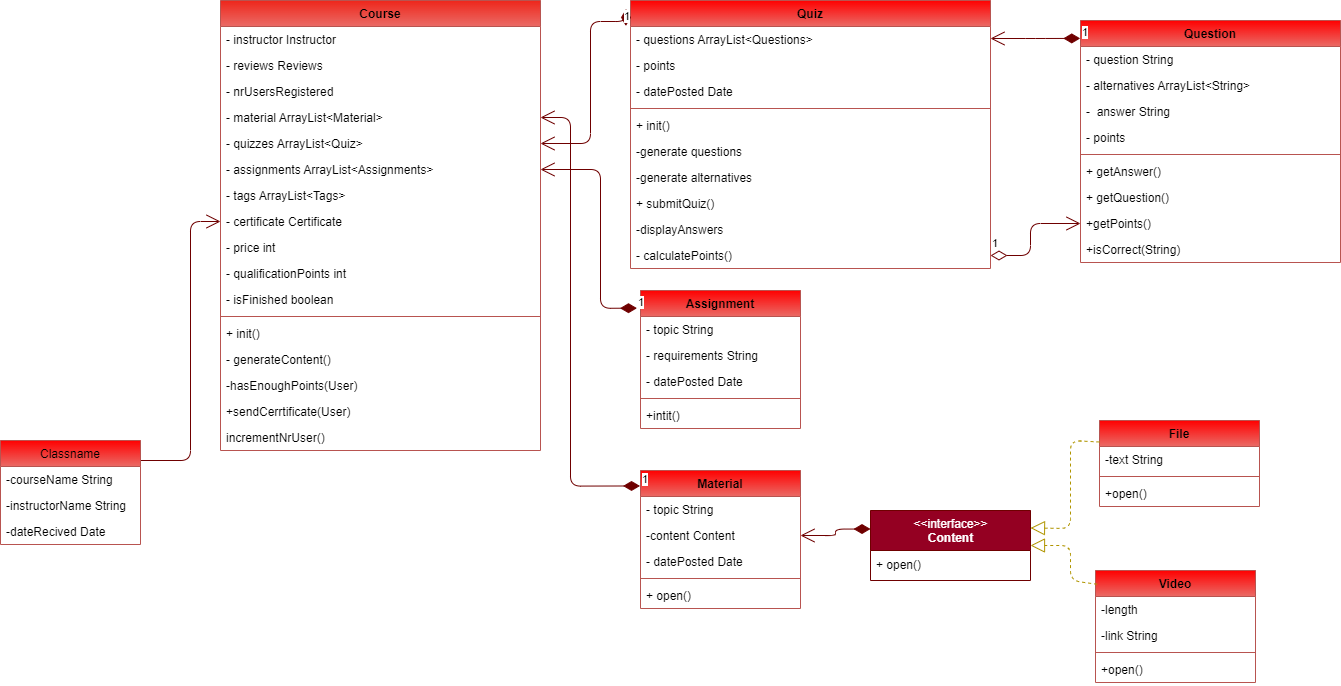 Course
- instructor Instructor
- reviews Reviews
- nrUsersRegistered
- material ArrayList<Material>
- quizzes ArrayList<Quiz>
- assignments ArrayList<Assignments>
- tags ArrayList<Tags>
- certificate Certificate
- price int
- qualificationPoints int
- isFinished boolean
+ init()
- generateContent()
-hasEnoughPoints(User)
+sendCerrtificate(User)
incrementNrUser()
1
Quiz
- questions ArrayList<Questions>
- points
- datePosted Date
+ init()
-generate questions
-generate alternatives
+ submitQuiz()
-displayAnswers
- calculatePoints()
1
1
Question
- question String
- alternatives ArrayList<String>
- answer String
- points
+ getAnswer()
+ getQuestion()
+getPoints()
+isCorrect(String)
1
Assignment
- topic String
- requirements String
- datePosted Date
+intit()
Classname
-courseName String
-instructorName String
-dateRecived Date
1
Material
- topic String
-content Content
- datePosted Date
+ open()
<<interface>>
Content
+ open()
File
-text String
+open()
Video
-length
-link String
+open()